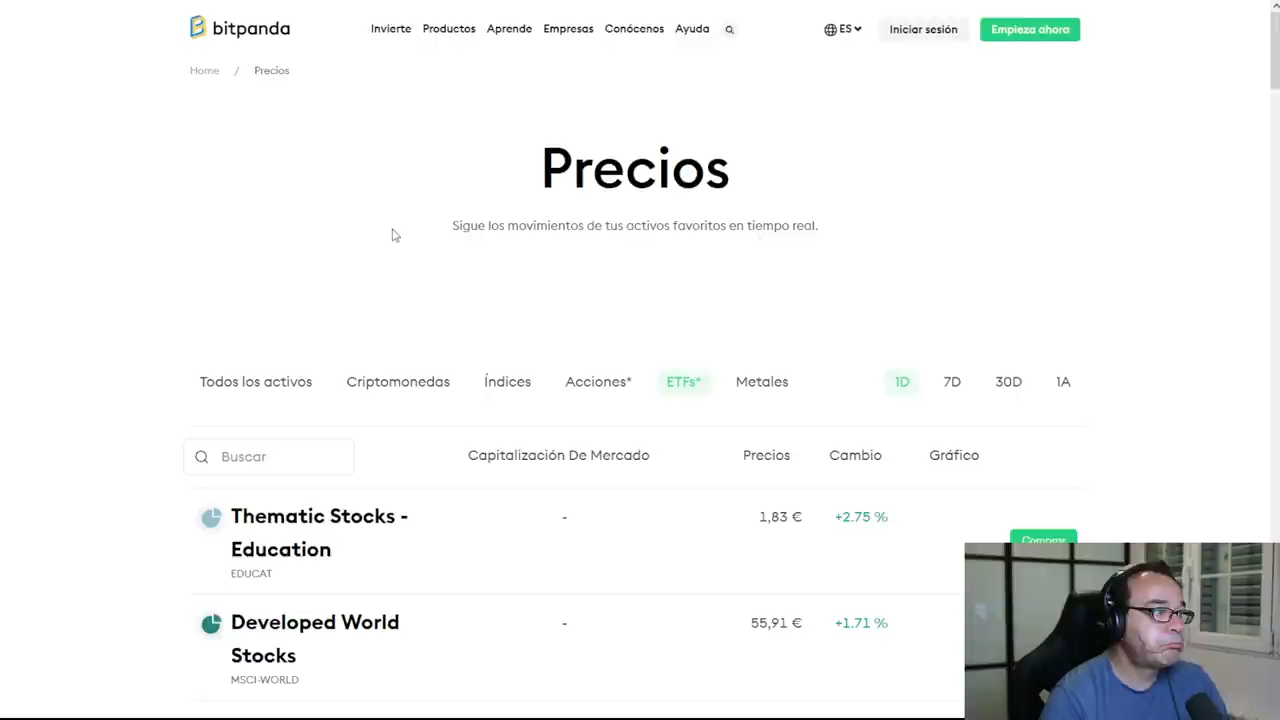 bitpanda
Invierte Productos Aprende Empresas Conócenos Ayuda
ES
Iniciar sesión
Empieza ahora
Home / Precios
Precios
Sigue los movimientos de tus activos favoritos en tiempo real.
Todos los activos Criptomonedas Índices Acciones* ETFs* Metales 1D 7D 30D 1A
Buscar Capitalización De Mercado Precios Cambio Gráfico
Thematic Stocks - - 1,83 € +2.75 %
Education
Comprar
EDUCAT
Developed World - 55,91 € +1.71 %
Stocks
MSCI-WORLD